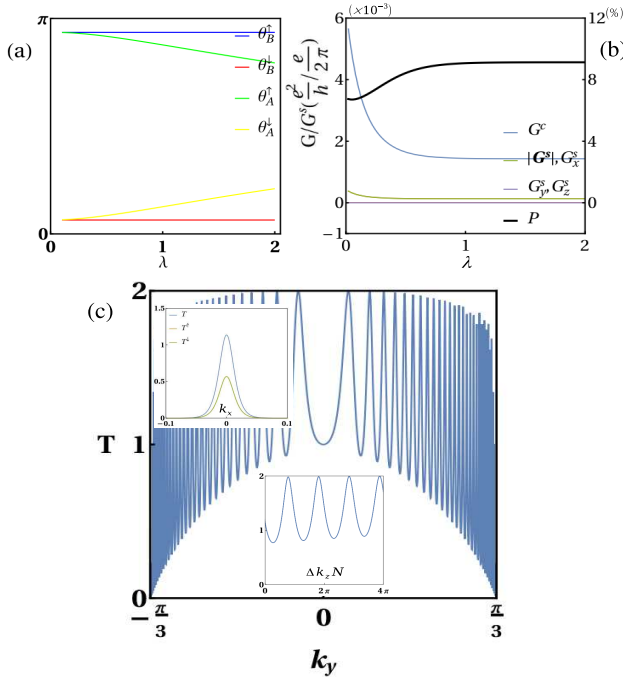 (a)
π
θ_B^↑
θ_B^↓
θ_A^↑
θ_A^↓
0
0 1 2
λ
(b)
(×10⁻³)
12(%)
6
4
2
0
−1
8
4
0
G/G^s(e²/h / e/2π)
G^c
|G^s|, G_x^s
G_y^s, G_z^s
P
0 1 2
λ
(c)
2
1
0
T
1.5
1
0.5
0
T
T^↑
T^↓
k_x
−0.1 0 0.1
2
1
0
Δk_z N
0 2π 4π
−π/3 0 π/3
k_y